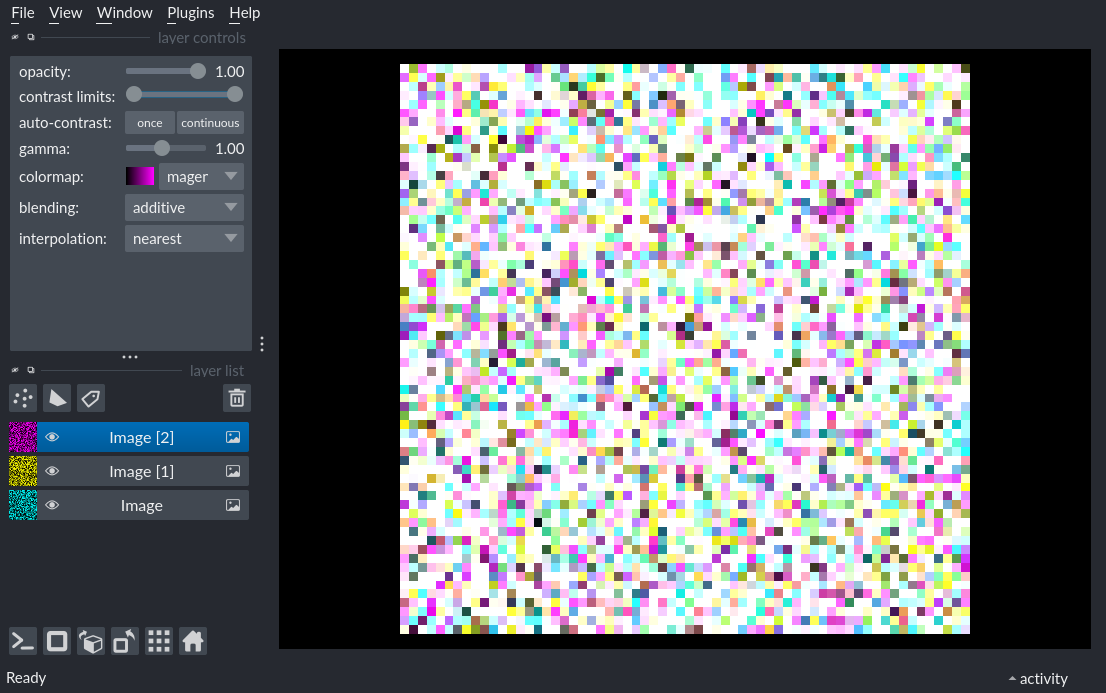 File View Window Plugins Help
layer controls
opacity: 1.00
contrast limits:
auto-contrast: once continuous
gamma: 1.00
colormap: mager
blending: additive
interpolation: nearest
layer list
Image [2]
Image [1]
Image
Ready
activity